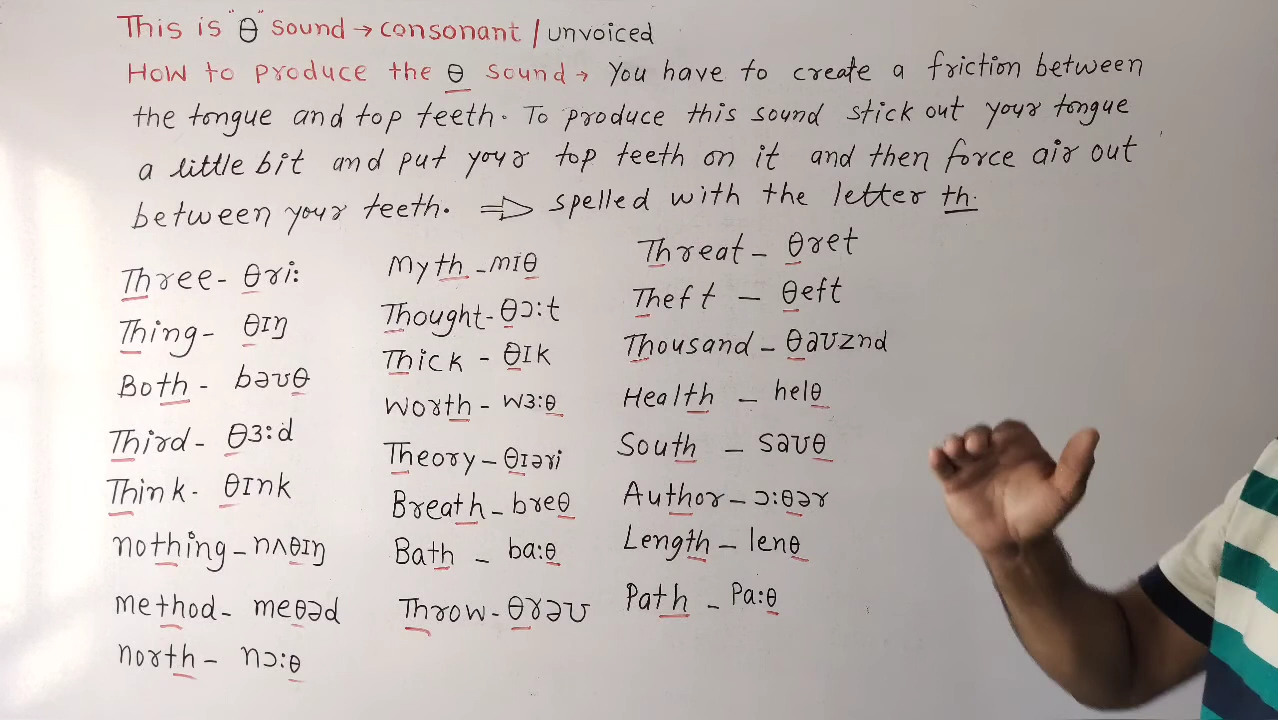 This is "θ" sound → consonant / unvoiced
How to produce the θ sound → You have to create a friction between
the tongue and top teeth. To produce this sound stick out your tongue
a little bit and put your top teeth on it and then force air out
between your teeth. ⇒ spelled with the letter th.
Three - θri:
Thing - θɪŋ
Both - bəʊθ
Third - θɜ:d
Think - θɪnk
nothing - nʌθɪŋ
method - meθəd
north - nɔ:θ
Myth - mɪθ
Thought - θɔ:t
Thick - θɪk
Worth - wɜ:θ
Theory - θɪəri
Breath - breθ
Bath - ba:θ
Throw - θrəʊ
Threat - θret
Theft - θeft
Thousand - θaʊznd
Health - helθ
South - saʊθ
Author - ɔ:θər
Length - lenθ
Path - Pa:θ